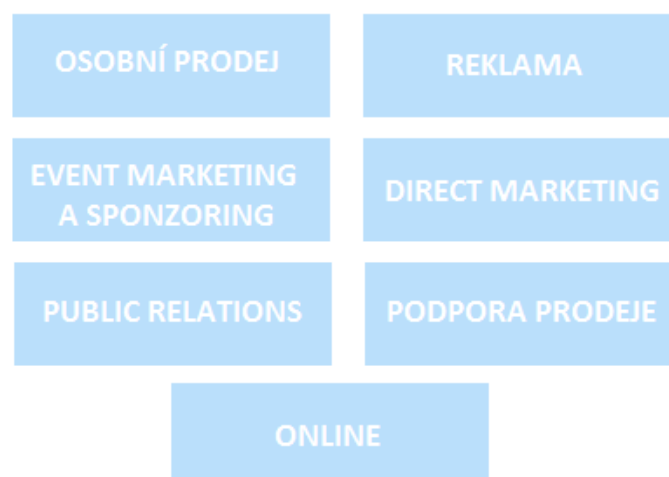 OSOBNÍ PRODEJ
REKLAMA
EVENT MARKETING
A SPONZORING
DIRECT MARKETING
PUBLIC RELATIONS
PODPORA PRODEJE
ONLINE